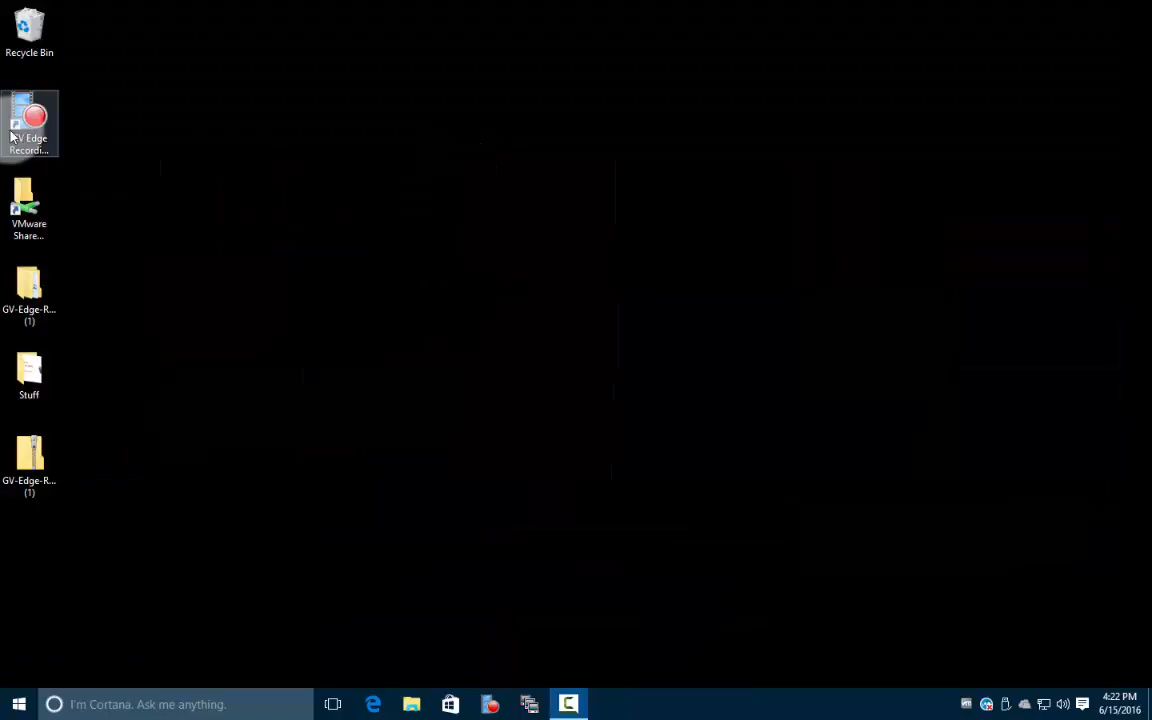 Recycle Bin
GV Edge
Recordi...
VMware
Share...
GV-Edge-R...
(1)
Stuff
GV-Edge-R...
(1)
I'm Cortana. Ask me anything.
4:22 PM
6/15/2016